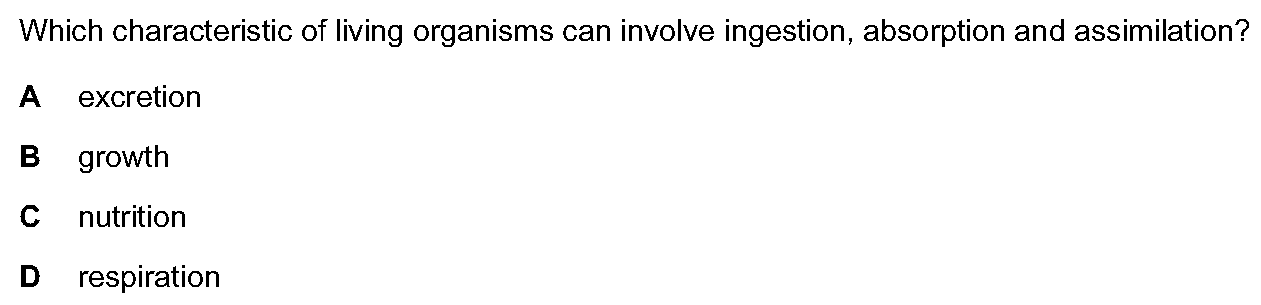 Which characteristic of living organisms can involve ingestion, absorption and assimilation?
A excretion
B growth
C nutrition
D respiration